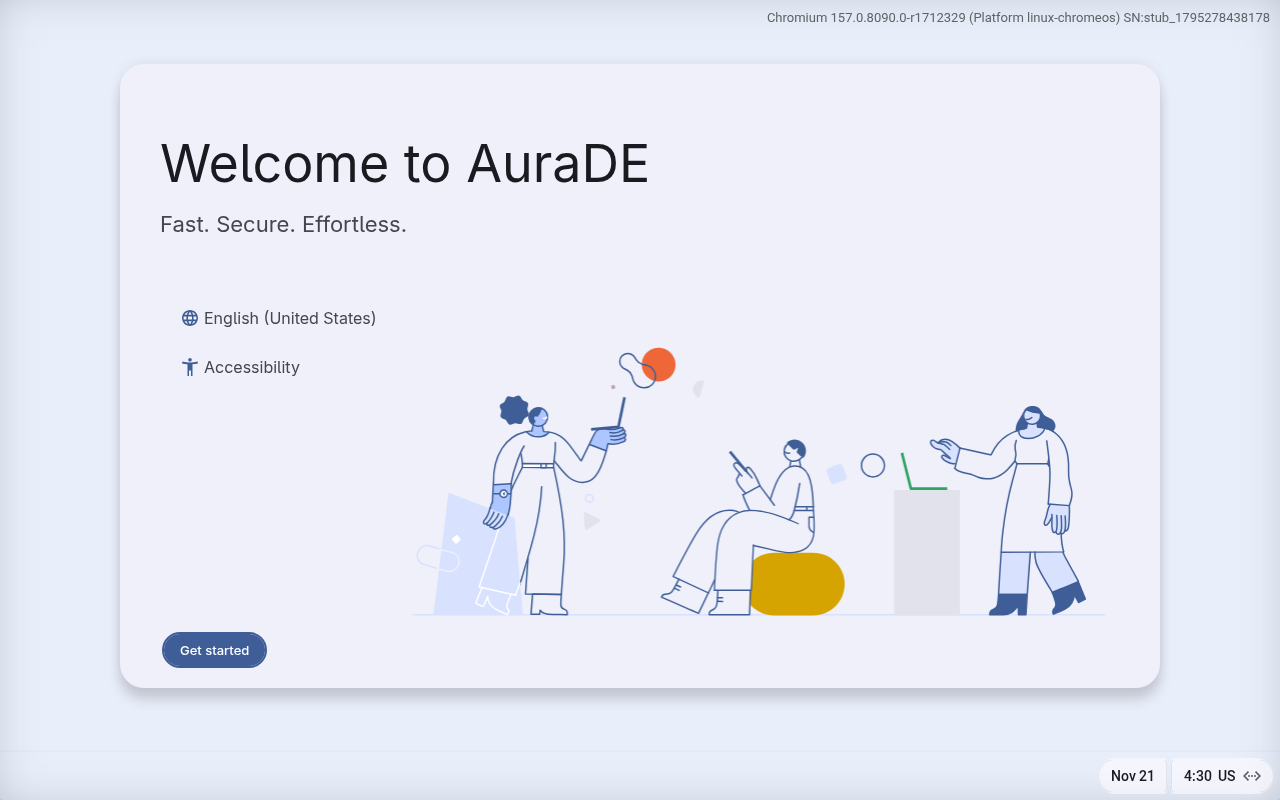 Chromium 157.0.8090.0-r1712329 (Platform linux-chromeos) SN:stub_1795278438178
Welcome to AuraDE
Fast. Secure. Effortless.
English (United States)
Accessibility
Get started
Nov 21
4:30 US